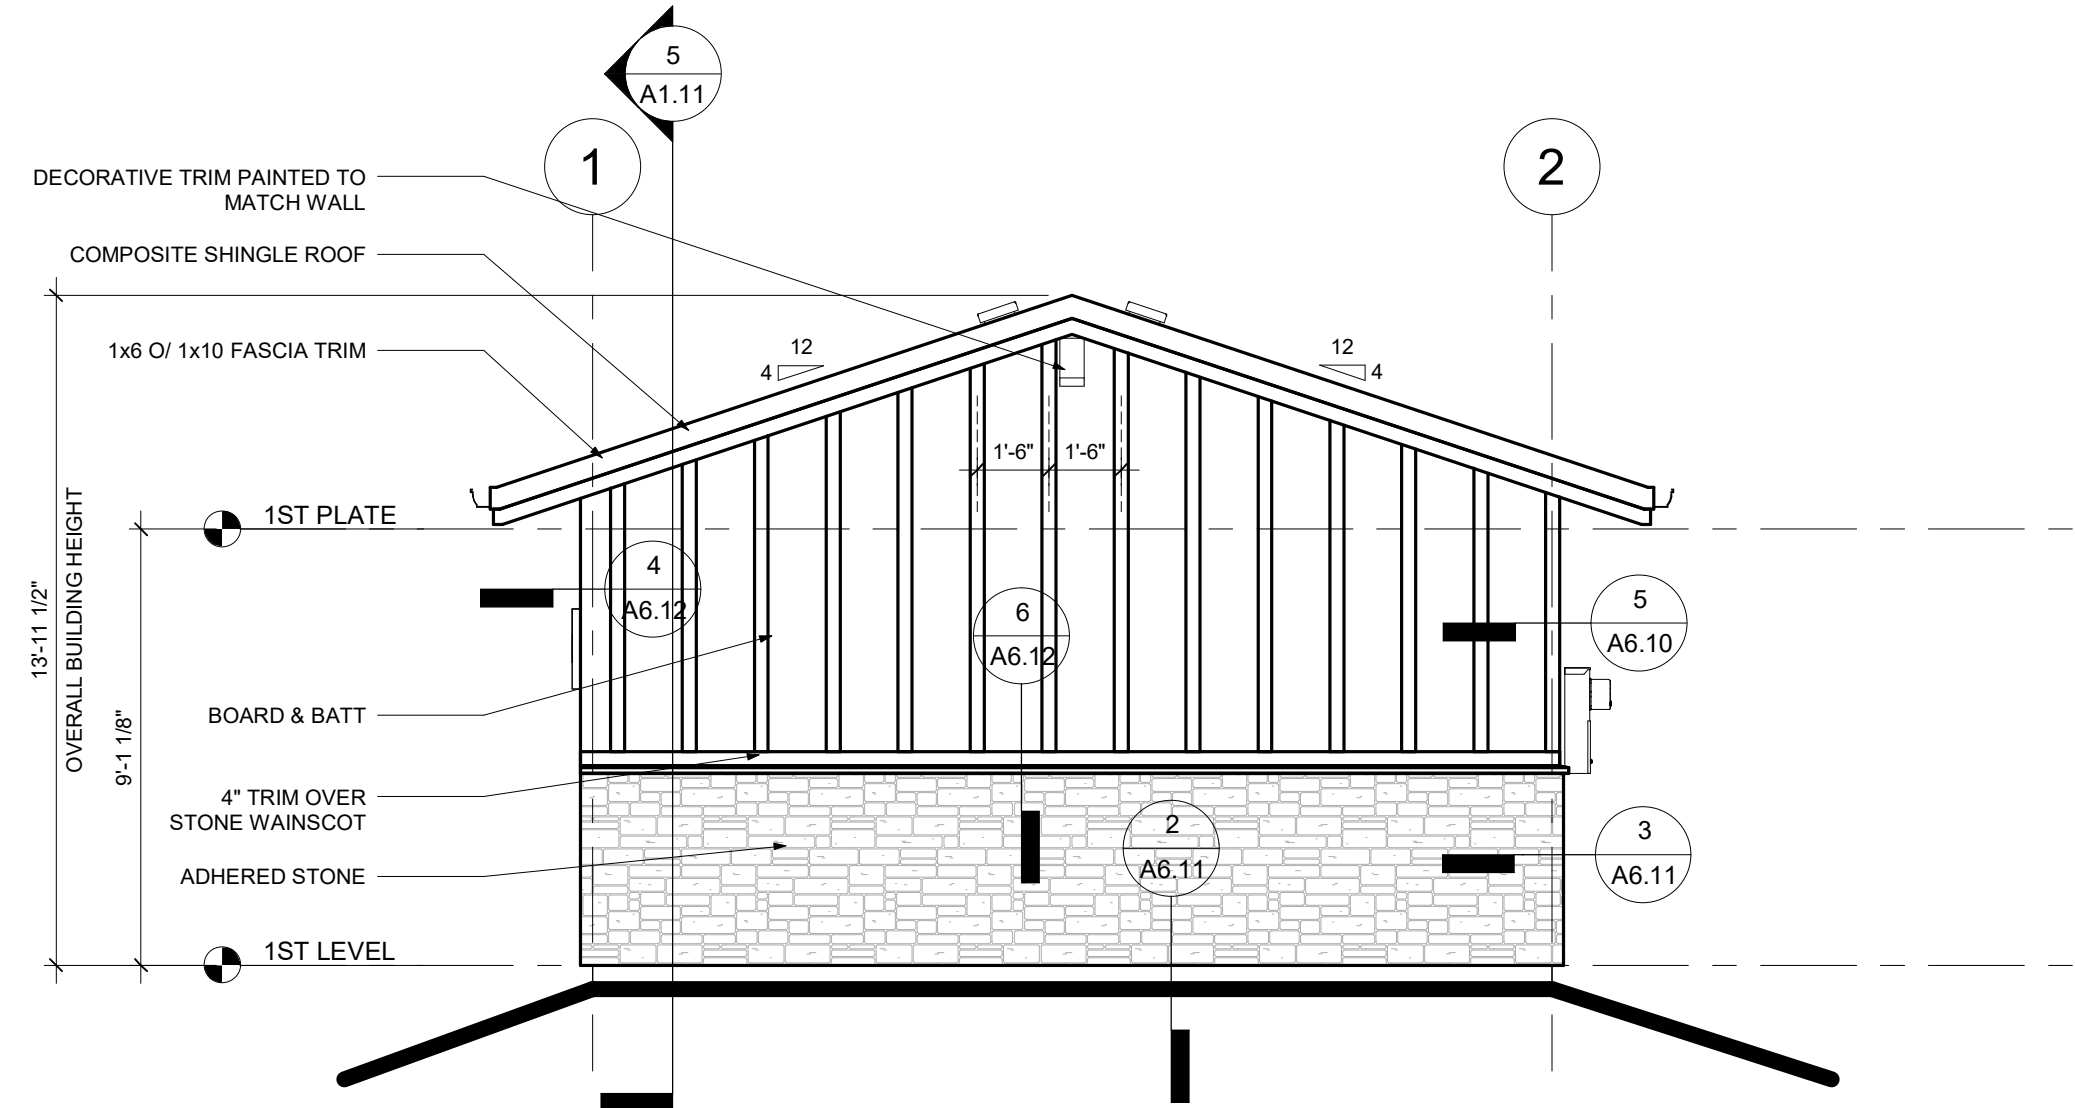 5
A1.11
1
2
DECORATIVE TRIM PAINTED TO
MATCH WALL
COMPOSITE SHINGLE ROOF
1x6 O/ 1x10 FASCIA TRIM
12
4
12
4
1'-6"
1'-6"
1ST PLATE
4
A6.12
6
A6.12
5
A6.10
13'-11 1/2"
OVERALL BUILDING HEIGHT
9'-1 1/8"
BOARD & BATT
4" TRIM OVER
STONE WAINSCOT
ADHERED STONE
2
A6.11
3
A6.11
1ST LEVEL